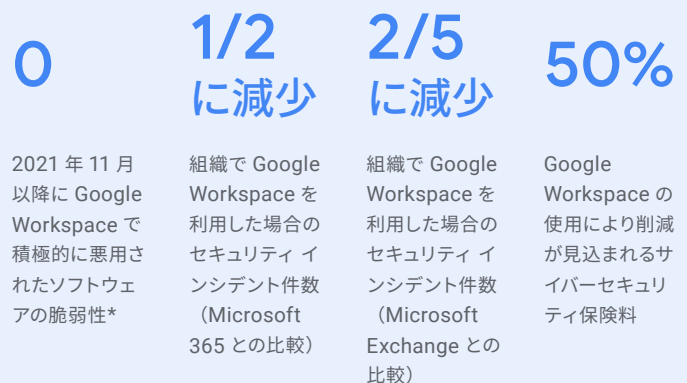 0
2021 年 11 月
以降に Google
Workspace で
積極的に悪用さ
れたソフトウェ
アの脆弱性*
1/2
に減少
組織で Google
Workspace を
利用した場合の
セキュリティ イ
ンシデント件数
（Microsoft
365 との比較）
2/5
に減少
組織で Google
Workspace を
利用した場合の
セキュリティ イ
ンシデント件数
（Microsoft
Exchange との
比較）
50%
Google
Workspace の
使用により削減
が見込まれるサ
イバーセキュリ
ティ保険料